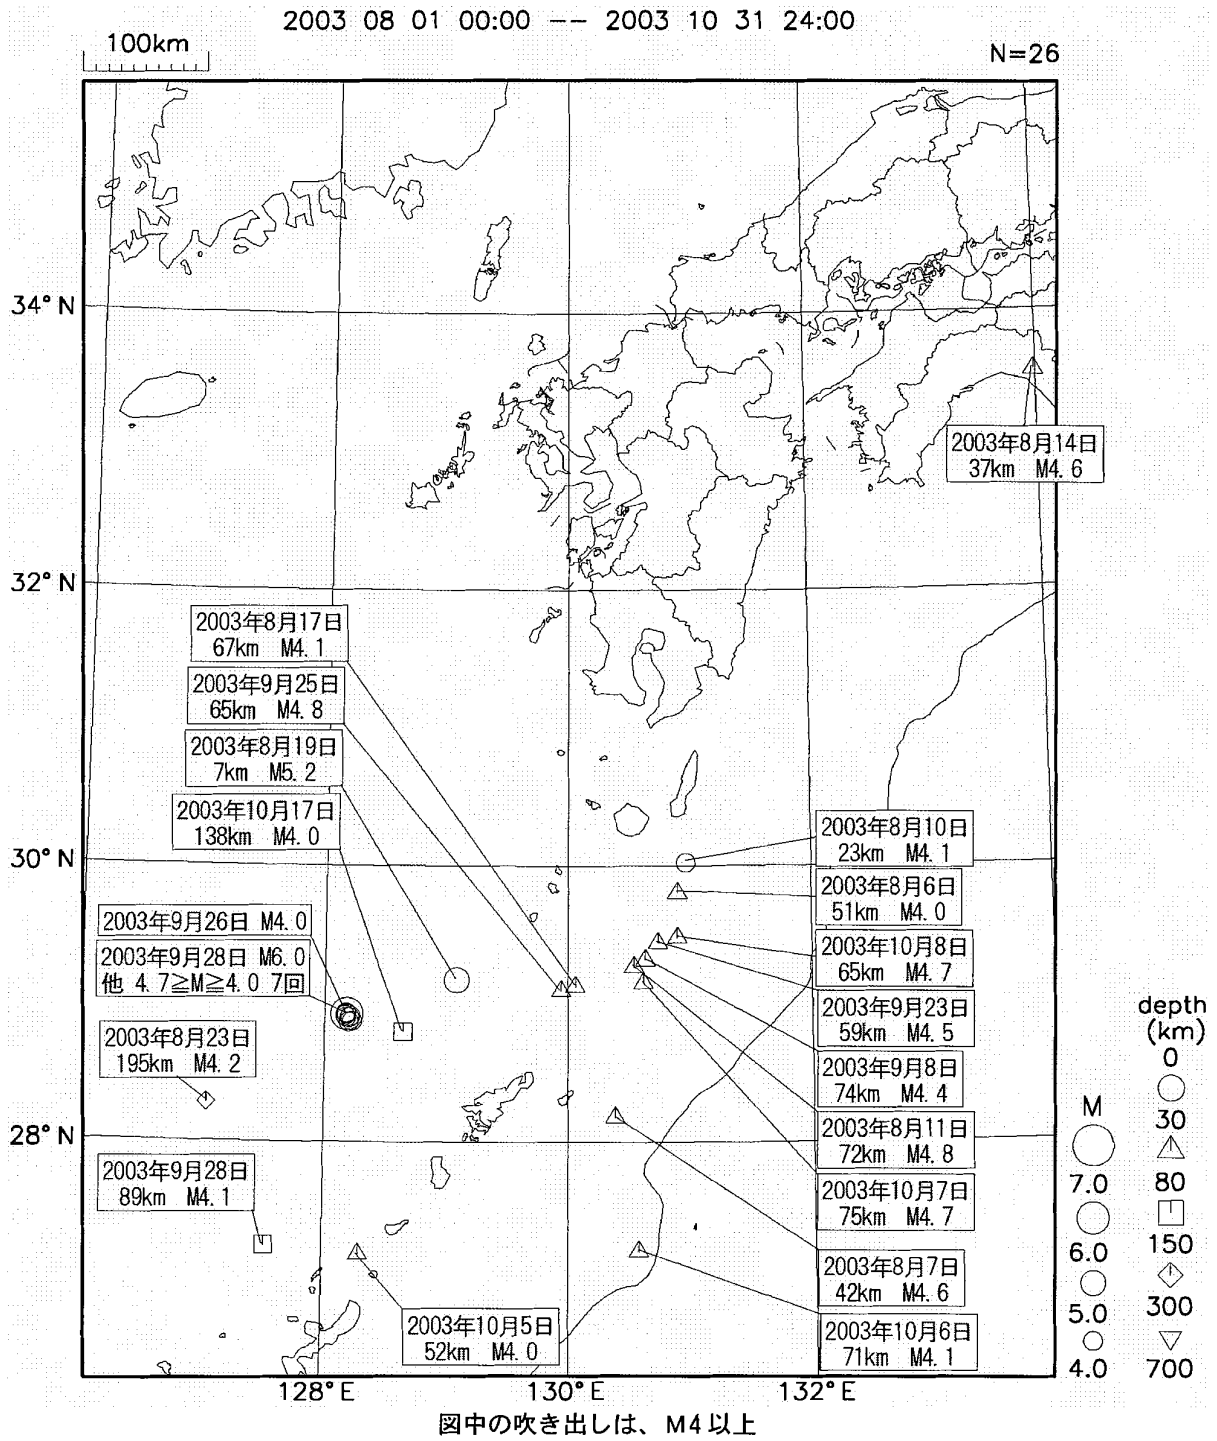 2003 08 01 00:00 -- 2003 10 31 24:00
100km
N=26
34°N
32°N
30°N
28°N
128°E
130°E
132°E
2003年8月14日
37km M4.6
2003年8月17日
67km M4.1
2003年9月25日
65km M4.8
2003年8月19日
7km M5.2
2003年10月17日
138km M4.0
2003年9月26日 M4.0
2003年9月28日 M6.0
他 4.7≧M≧4.0 7回
2003年8月23日
195km M4.2
2003年9月28日
89km M4.1
2003年10月5日
52km M4.0
2003年8月10日
23km M4.1
2003年8月6日
51km M4.0
2003年10月8日
65km M4.7
2003年9月23日
59km M4.5
2003年9月8日
74km M4.4
2003年8月11日
72km M4.8
2003年10月7日
75km M4.7
2003年8月7日
42km M4.6
2003年10月6日
71km M4.1
M
7.0
6.0
5.0
4.0
depth
(km)
0
30
80
150
300
700
図中の吹き出しは、M4以上